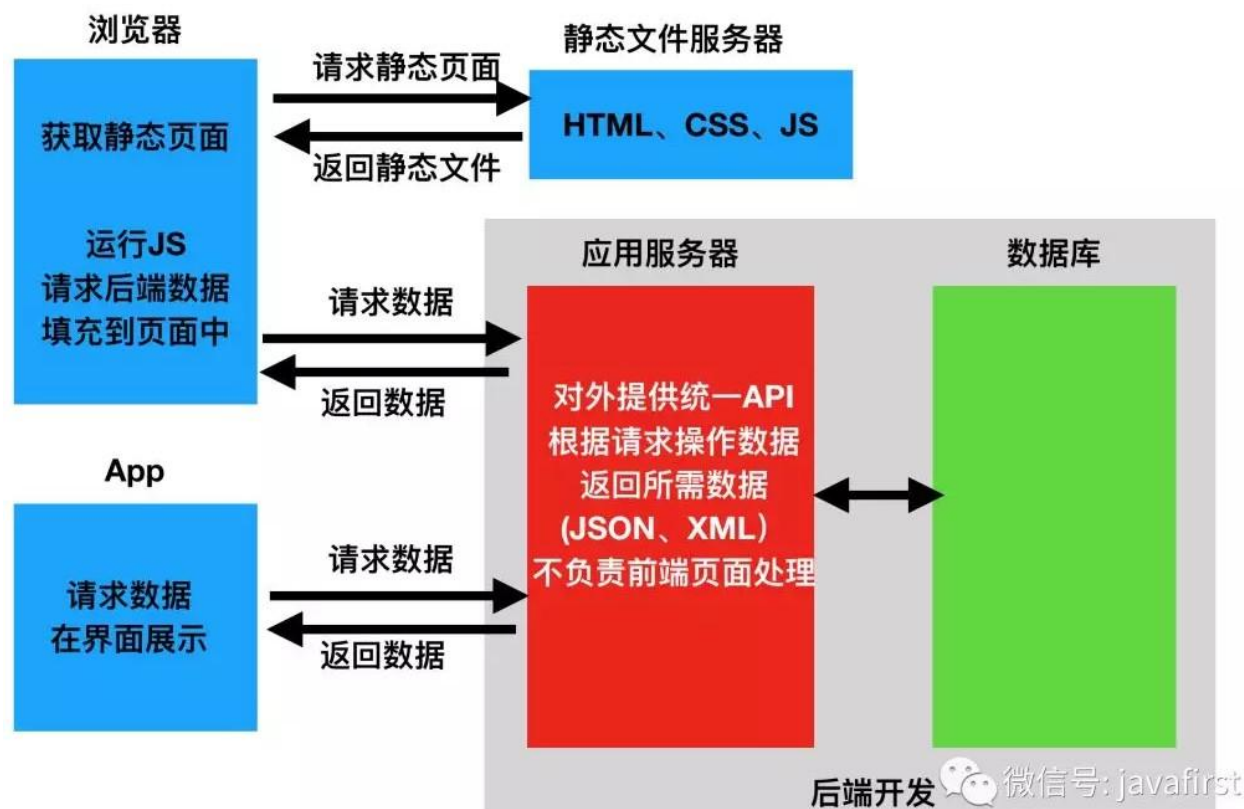 浏览器
获取静态页面
运行JS
请求后端数据
填充到页面中
请求静态页面
返回静态文件
静态文件服务器
HTML、CSS、JS
请求数据
返回数据
App
请求数据
在界面展示
请求数据
返回数据
应用服务器
对外提供统一API
根据请求操作数据
返回所需数据
(JSON、XML）
不负责前端页面处理
数据库
后端开发
微信号: javafirst